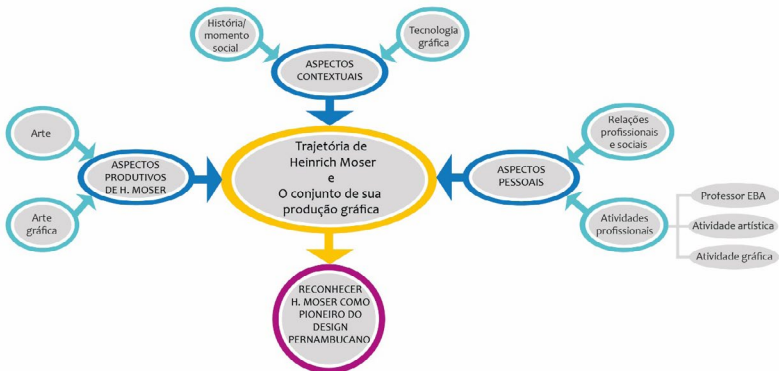 História/
momento
social
Tecnologia
gráfica
ASPECTOS
CONTEXTUAIS
Arte
Arte
gráfica
ASPECTOS
PRODUTIVOS
DE H. MOSER
Trajetória de
Heinrich Moser
e
O conjunto de sua
produção gráfica
ASPECTOS
PESSOAIS
Relações
profissionais
e sociais
Atividades
profissionais
Professor EBA
Atividade artística
Atividade gráfica
RECONHECER
H. MOSER COMO
PIONEIRO DO
DESIGN
PERNAMBUCANO